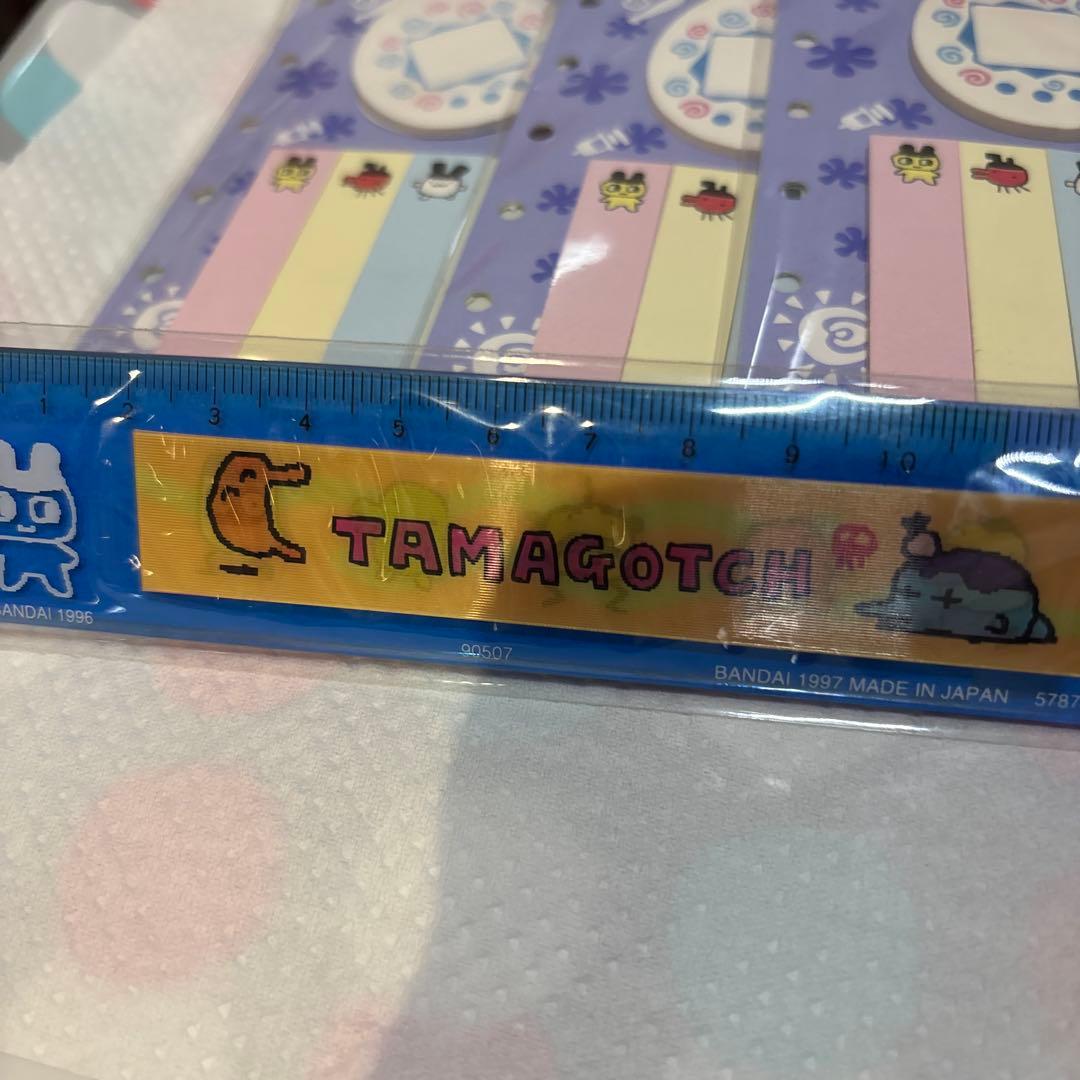 1 2 3 4 5 6 7 8 9 10
TAMAGOTCH
BANDAI 1996
90507
BANDAI 1997 MADE IN JAPAN 5787